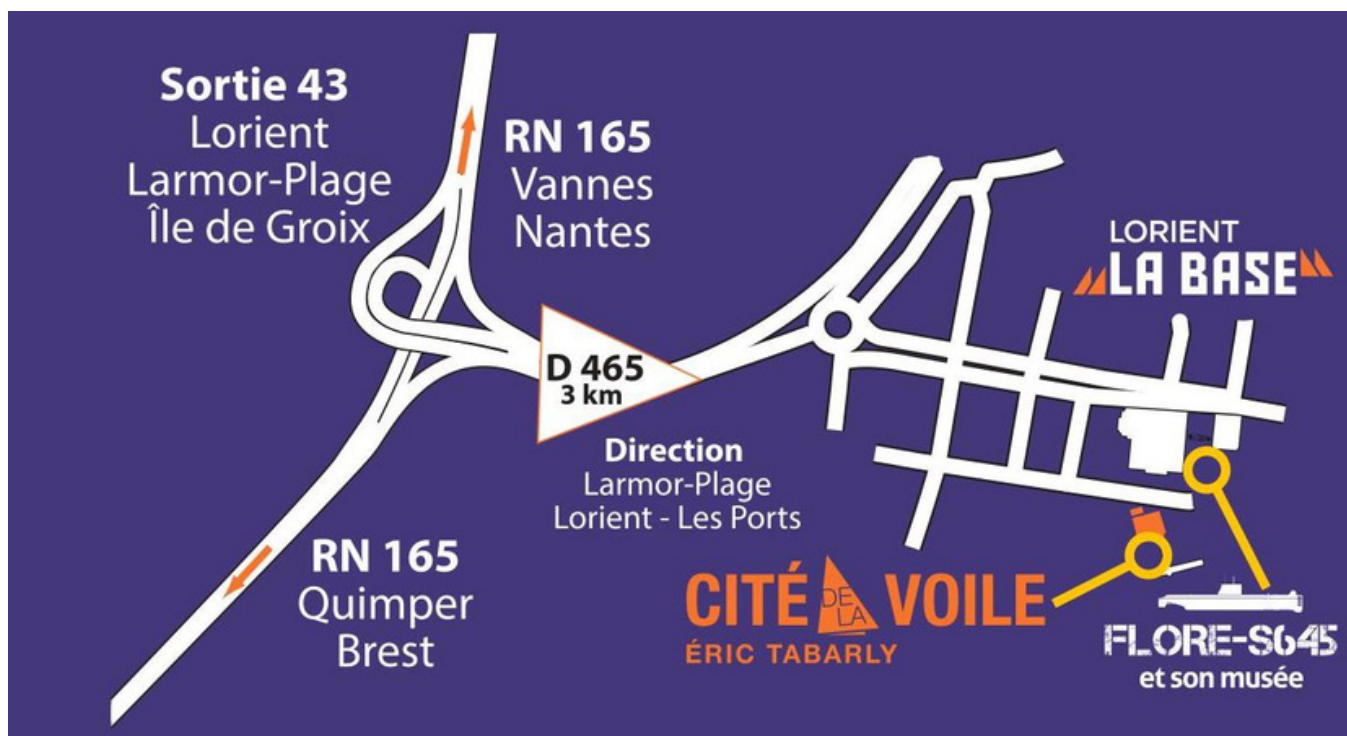 Sortie 43
Lorient
Larmor-Plage
Île de Groix
RN 165
Vannes
Nantes
LORIENT
LA BASE
D 465
3 km
Direction
Larmor-Plage
Lorient - Les Ports
RN 165
Quimper
Brest
CITÉ DE LA VOILE
ÉRIC TABARLY
FLORE-S645
et son musée